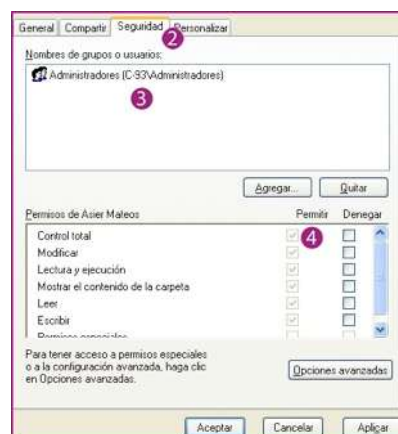 General Compartir Seguridad Personalizar
2
Nombres de grupos o usuarios:
Administradores (C-93\Administradores)
3
Agregar... Quitar
Permisos de Asier Mateos Permitir Denegar
Control total
4
Modificar
Lectura y ejecución
Mostrar el contenido de la carpeta
Leer
Escribir
Permisos especiales
Para tener acceso a permisos especiales
o a la configuración avanzada, haga clic
en Opciones avanzadas.
Opciones avanzadas
Aceptar Cancelar Aplicar